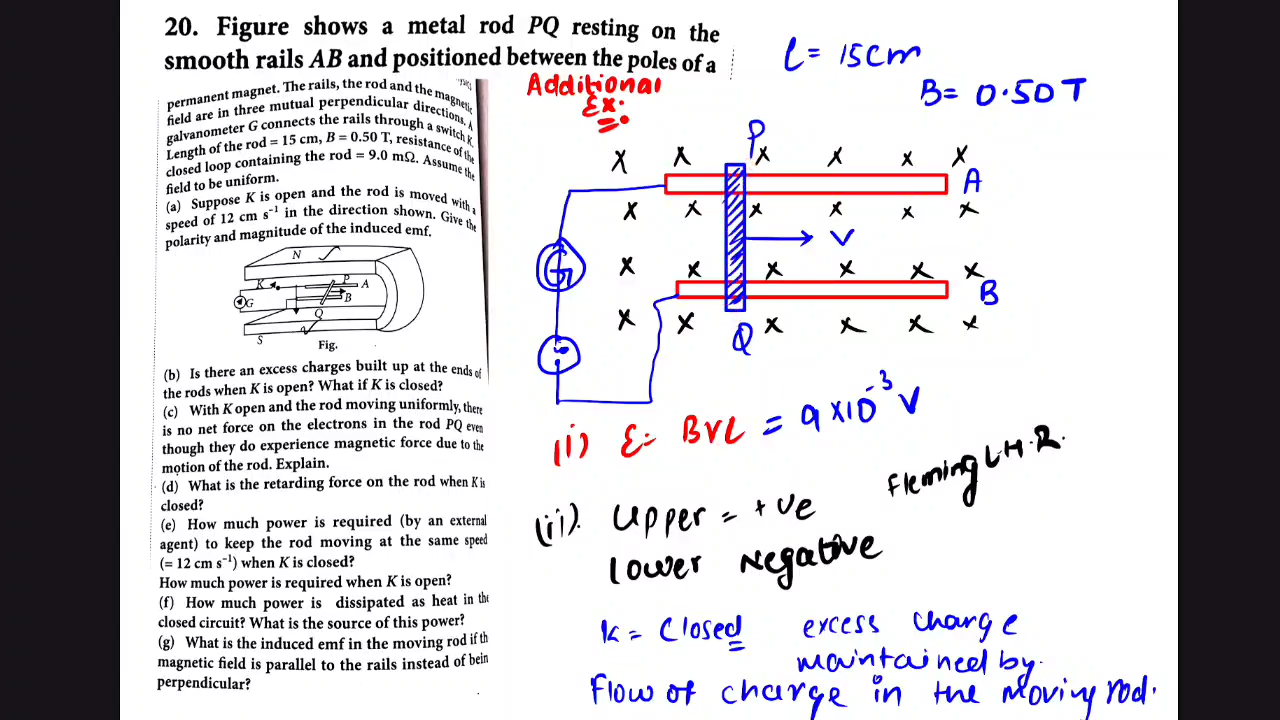 20. Figure shows a metal rod PQ resting on the
smooth rails AB and positioned between the poles of a
permanent magnet. The rails, the rod and the magnetic
field are in three mutual perpendicular directions. A
galvanometer G connects the rails through a switch K.
Length of the rod = 15 cm, B = 0.50 T, resistance of the
closed loop containing the rod = 9.0 mΩ. Assume the
field to be uniform.
(a) Suppose K is open and the rod is moved with a
speed of 12 cm s⁻¹ in the direction shown. Give the
polarity and magnitude of the induced emf.
N
K
P
A
G
B
Q
S
Fig.
(b) Is there an excess charges built up at the ends of
the rods when K is open? What if K is closed?
(c) With K open and the rod moving uniformly, there
is no net force on the electrons in the rod PQ even
though they do experience magnetic force due to the
motion of the rod. Explain.
(d) What is the retarding force on the rod when K is
closed?
(e) How much power is required (by an external
agent) to keep the rod moving at the same speed
(= 12 cm s⁻¹) when K is closed?
How much power is required when K is open?
(f) How much power is dissipated as heat in the
closed circuit? What is the source of this power?
(g) What is the induced emf in the moving rod if th
magnetic field is parallel to the rails instead of bein
perpendicular?
Additional
Ex:
l = 15cm
B = 0.50 T
P
x x x x x x
A
x x x x x x
G
V
x x x x x x
B
x x x x x x
Q
(i) ε = BVL = 9 x 10⁻³ V
Fleming L.H.R.
(ii). Upper = +ve
Lower Negative
K = Closed excess charge
maintained by.
Flow of charge in the moving rod.